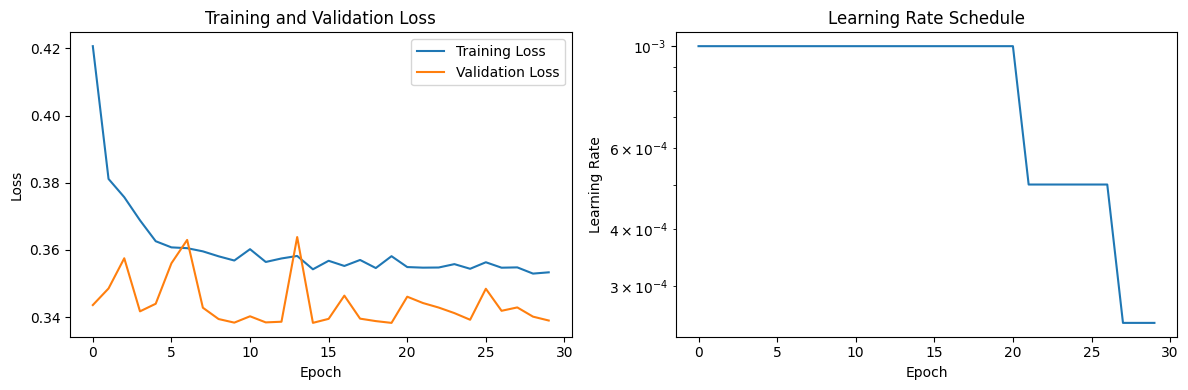 Training and Validation Loss
0.42
0.40
0.38
0.36
0.34
Loss
Training Loss
Validation Loss
0 5 10 15 20 25 30
Epoch
Learning Rate Schedule
10⁻³
6 × 10⁻⁴
4 × 10⁻⁴
3 × 10⁻⁴
Learning Rate
0 5 10 15 20 25 30
Epoch